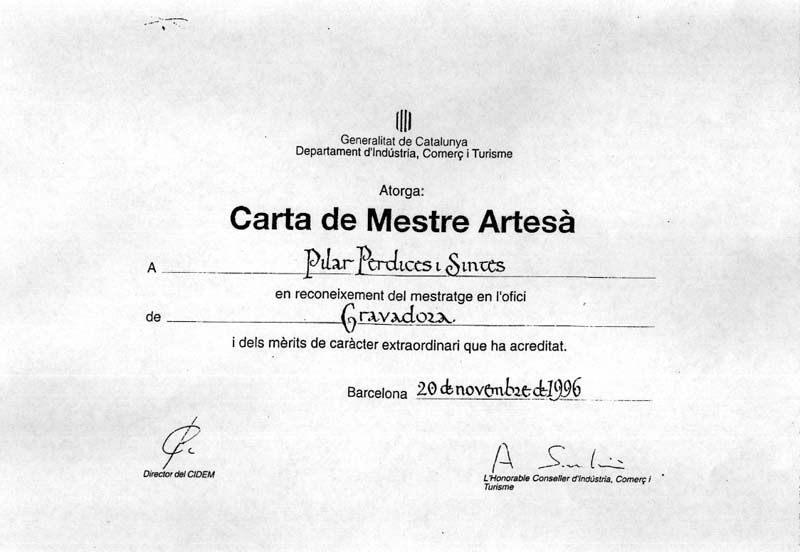 Generalitat de Catalunya
Departament d'Indústria, Comerç i Turisme
Atorga:
Carta de Mestre Artesà
A Pilar Perdices i Sintes
en reconeixement del mestratge en l'ofici
de Gravadora.
i dels mèrits de caràcter extraordinari que ha acreditat.
Barcelona 20 de novembre de 1996
Director del CIDEM
L'Honorable Conseller d'Indústria, Comerç i
Turisme